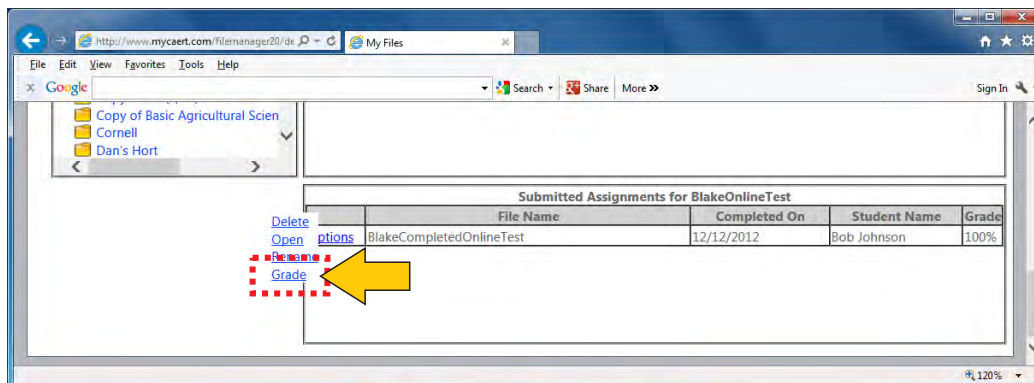 http://www.mycaert.com/filemanager20/de
My Files
File Edit View Favorites Tools Help
x Google Search Share More >> Sign In
Copy of Basic Agricultural Scien
Cornell
Dan's Hort
Submitted Assignments for BlakeOnlineTest
File Name Completed On Student Name Grade
Delete
Open ptions BlakeCompletedOnlineTest 12/12/2012 Bob Johnson 100%
Rename
Grade
120%